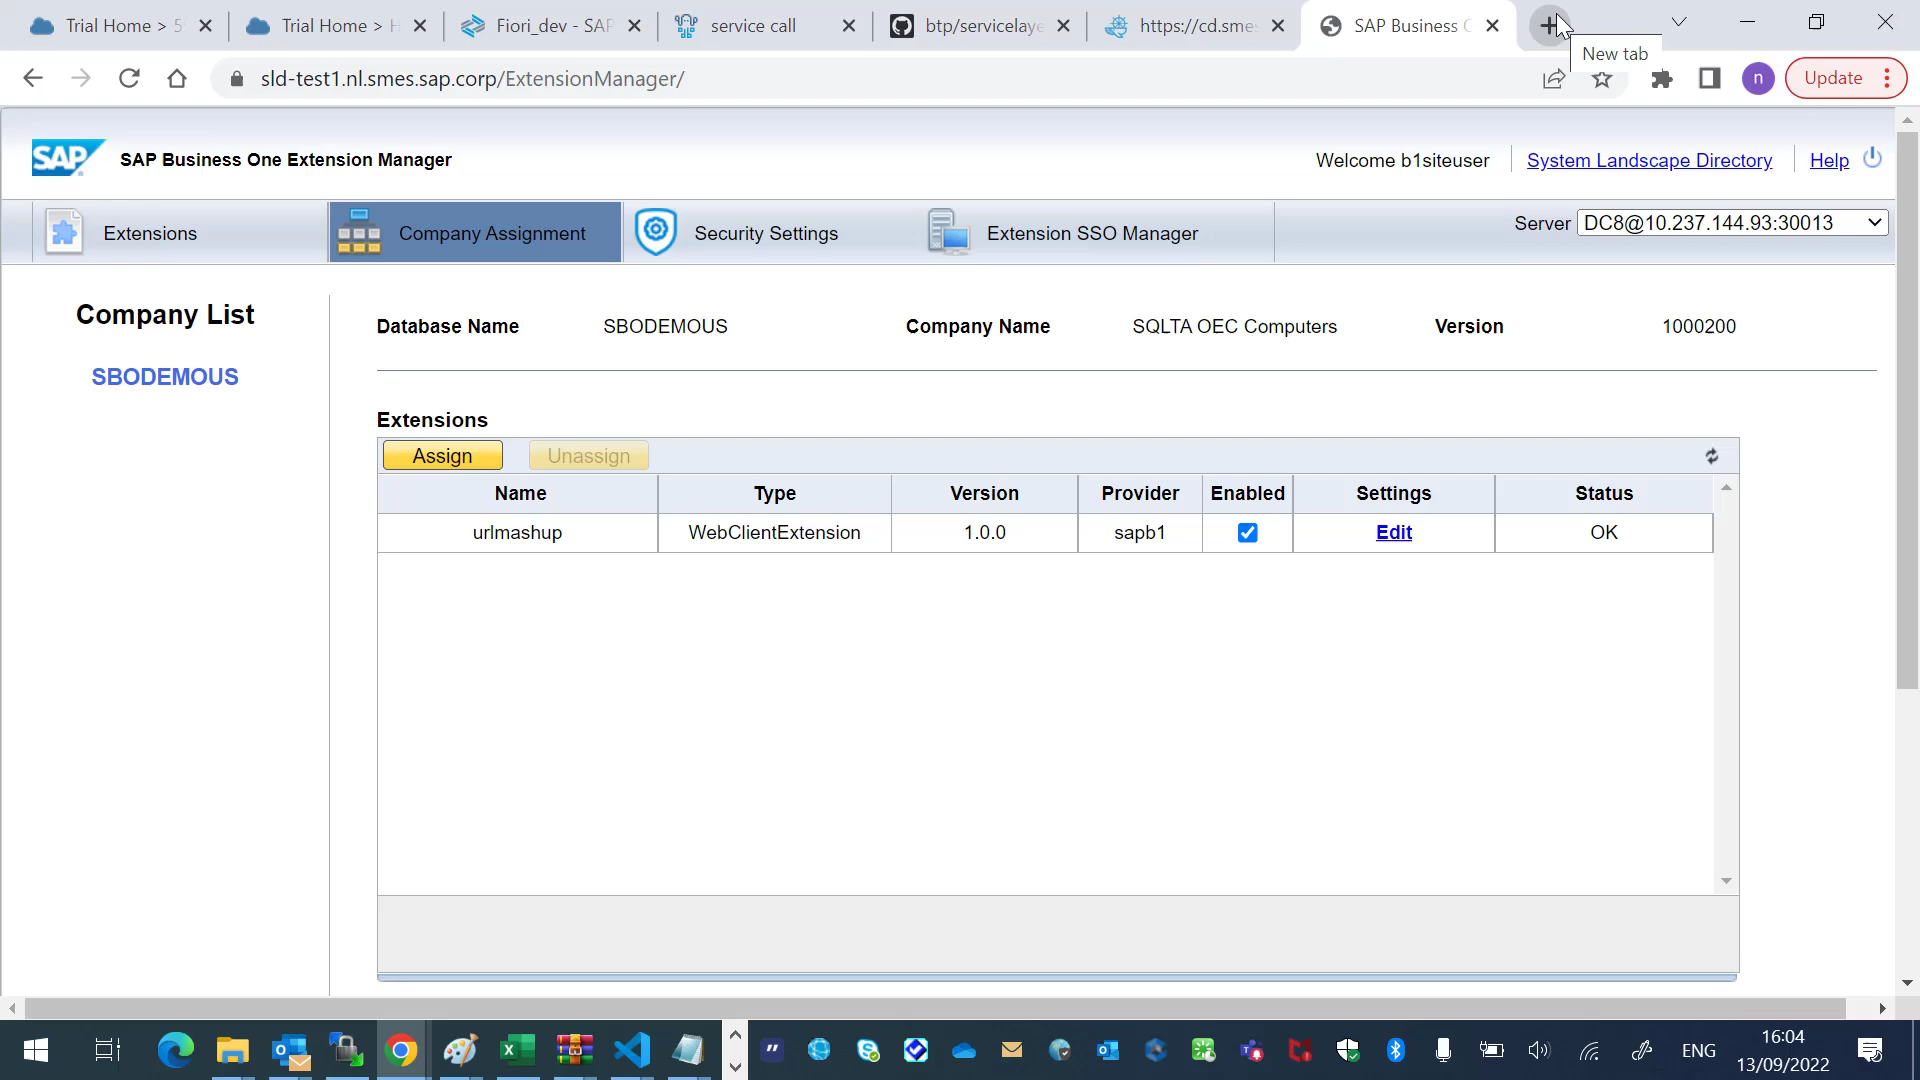 Trial Home > 5
Trial Home > H
Fiori_dev - SAP
service call
btp/servicelaye
https://cd.smes
SAP Business O
New tab
sld-test1.nl.smes.sap.corp/ExtensionManager/
n
Update
SAP
SAP Business One Extension Manager
Welcome b1siteuser
System Landscape Directory
Help
Extensions
Company Assignment
Security Settings
Extension SSO Manager
Server
DC8@10.237.144.93:30013
Company List
SBODEMOUS
Database Name
SBODEMOUS
Company Name
SQLTA OEC Computers
Version
1000200
Extensions
Assign
Unassign
Name
Type
Version
Provider
Enabled
Settings
Status
urlmashup
WebClientExtension
1.0.0
sapb1
Edit
OK
ENG
16:04
13/09/2022